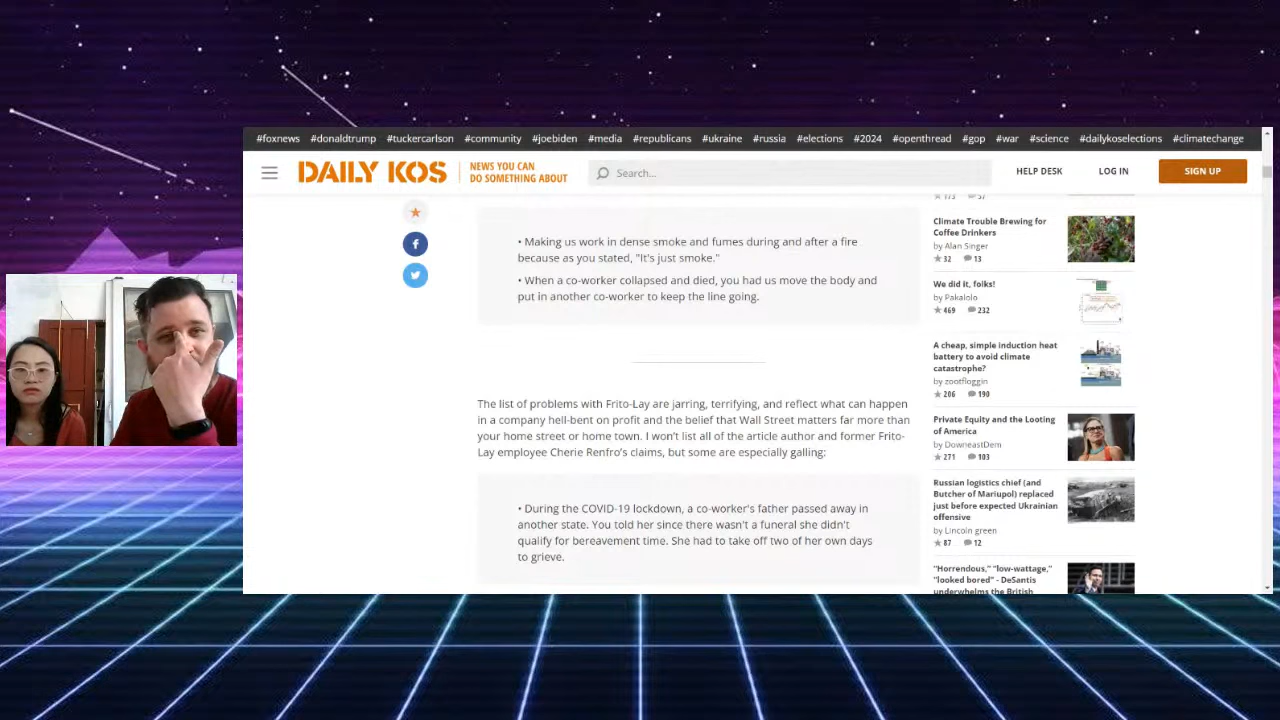 #foxnews #donaldtrump #tuckercarlson #community #joebiden #media #republicans #ukraine #russia #elections #2024 #openthread #gop #war #science #dailykoselections #climatechange
DAILY KOS
NEWS YOU CAN
DO SOMETHING ABOUT
Search...
HELP DESK
LOG IN
SIGN UP
• Making us work in dense smoke and fumes during and after a fire
because as you stated, "It's just smoke."
• When a co-worker collapsed and died, you had us move the body and
put in another co-worker to keep the line going.
The list of problems with Frito-Lay are jarring, terrifying, and reflect what can happen
in a company hell-bent on profit and the belief that Wall Street matters far more than
your home street or home town. I won't list all of the article author and former Frito-
Lay employee Cherie Renfro's claims, but some are especially galling:
• During the COVID-19 lockdown, a co-worker's father passed away in
another state. You told her since there wasn't a funeral she didn't
qualify for bereavement time. She had to take off two of her own days
to grieve.
Climate Trouble Brewing for
Coffee Drinkers
by Alan Singer
32 13
We did it, folks!
by Pakalolo
469 232
A cheap, simple induction heat
battery to avoid climate
catastrophe?
by zootfloggin
206 190
Private Equity and the Looting
of America
by DowneastDem
271 103
Russian logistics chief (and
Butcher of Mariupol) replaced
just before expected Ukrainian
offensive
by Lincoln green
87 12
"Horrendous," "low-wattage,"
"looked bored" - DeSantis
underwhelms the British